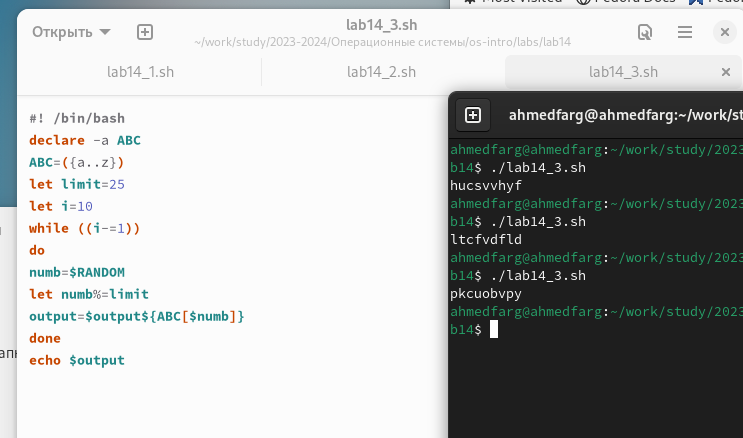 Most Visited Fedora Docs
Открыть
lab14_3.sh
~/work/study/2023-2024/Операционные системы/os-intro/labs/lab14
lab14_1.sh
lab14_2.sh
lab14_3.sh
#! /bin/bash
declare -a ABC
ABC=({a..z})
let limit=25
let i=10
while ((i-=1))
do
numb=$RANDOM
let numb%=limit
output=$output${ABC[$numb]}
done
echo $output
ahmedfarg@ahmedfarg:~/work/st
ahmedfarg@ahmedfarg:~/work/study/2023
b14$ ./lab14_3.sh
hucsvvhyf
ahmedfarg@ahmedfarg:~/work/study/2023
b14$ ./lab14_3.sh
ltcfvdfld
ahmedfarg@ahmedfarg:~/work/study/2023
b14$ ./lab14_3.sh
pkcuobvpy
ahmedfarg@ahmedfarg:~/work/study/2023
b14$